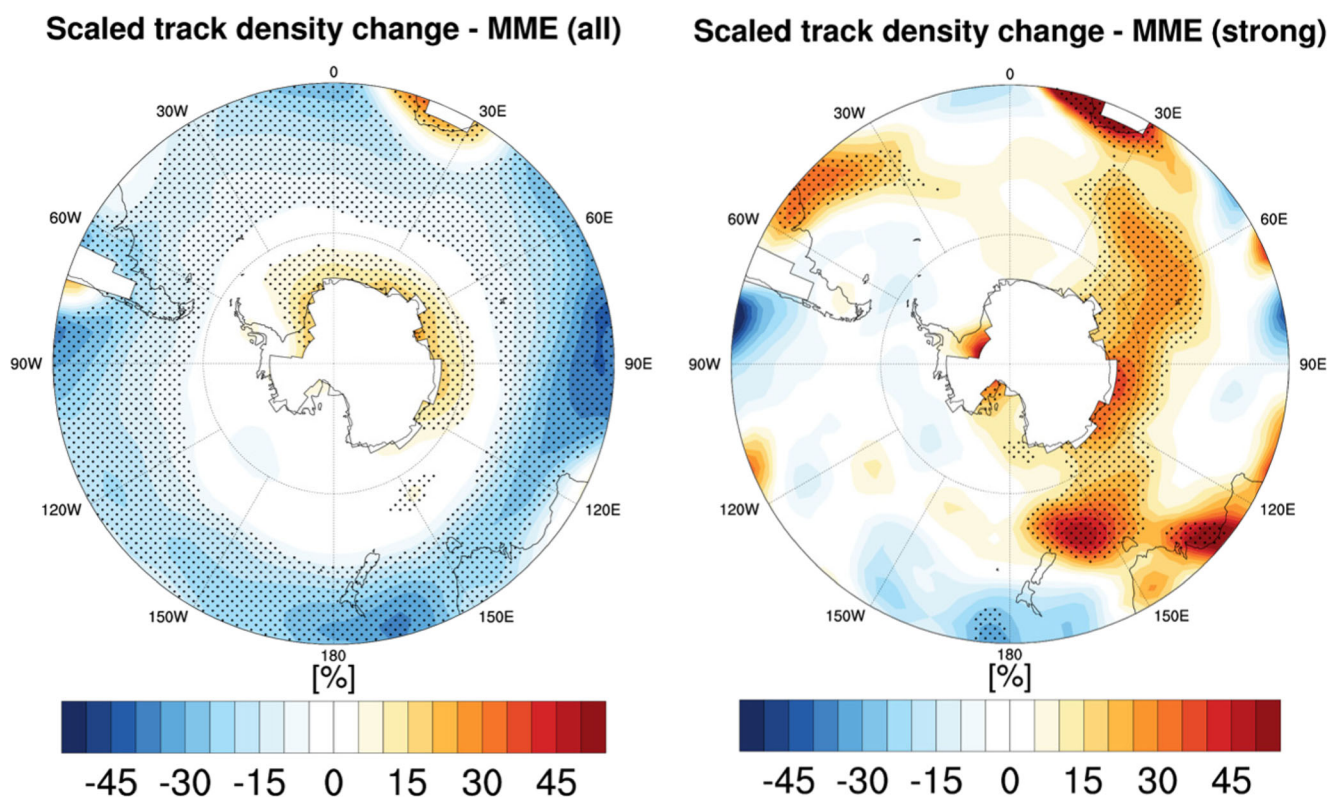 Scaled track density change - MME (all)
0
30W
30E
60W
60E
90W
90E
120W
120E
150W
150E
180
[%]
-45 -30 -15 0 15 30 45
Scaled track density change - MME (strong)
0
30W
30E
60W
60E
90W
90E
120W
120E
150W
150E
180
[%]
-45 -30 -15 0 15 30 45